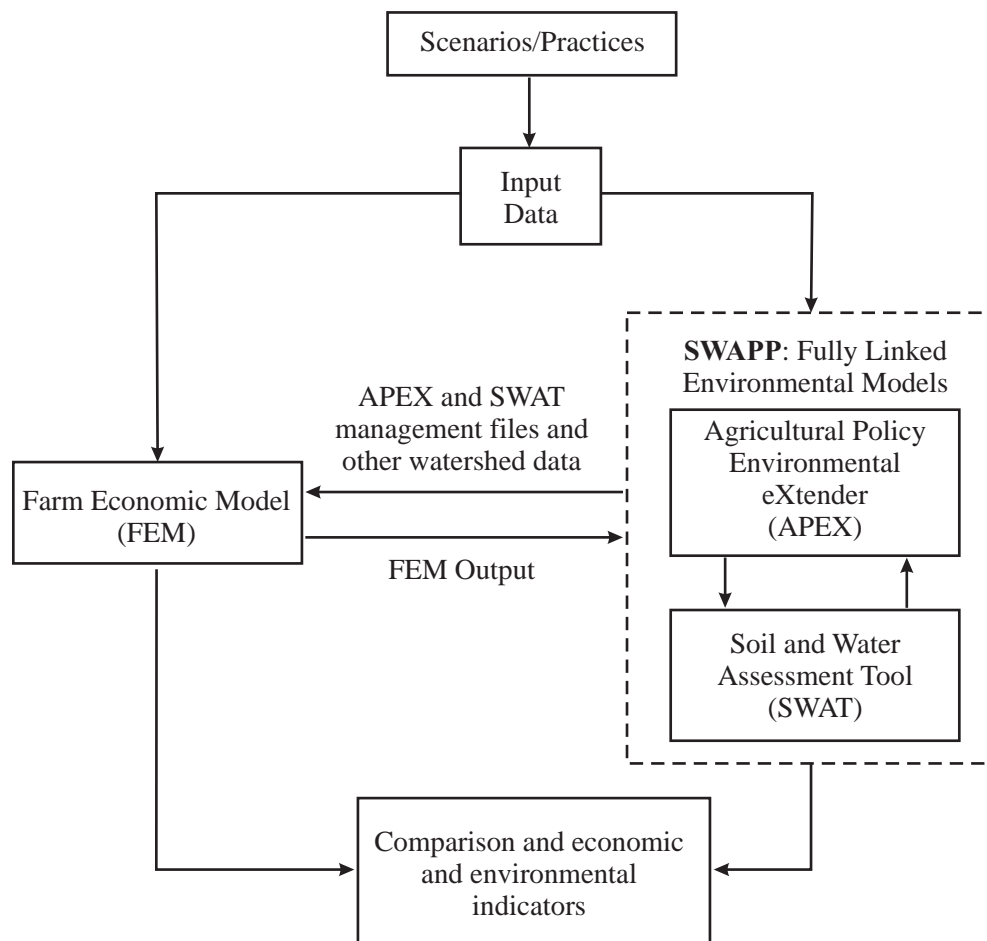 Scenarios/Practices
Input
Data
SWAPP: Fully Linked
Environmental Models
APEX and SWAT
management files and
other watershed data
Agricultural Policy
Environmental
eXtender
(APEX)
Farm Economic Model
(FEM)
FEM Output
Soil and Water
Assessment Tool
(SWAT)
Comparison and economic
and environmental
indicators